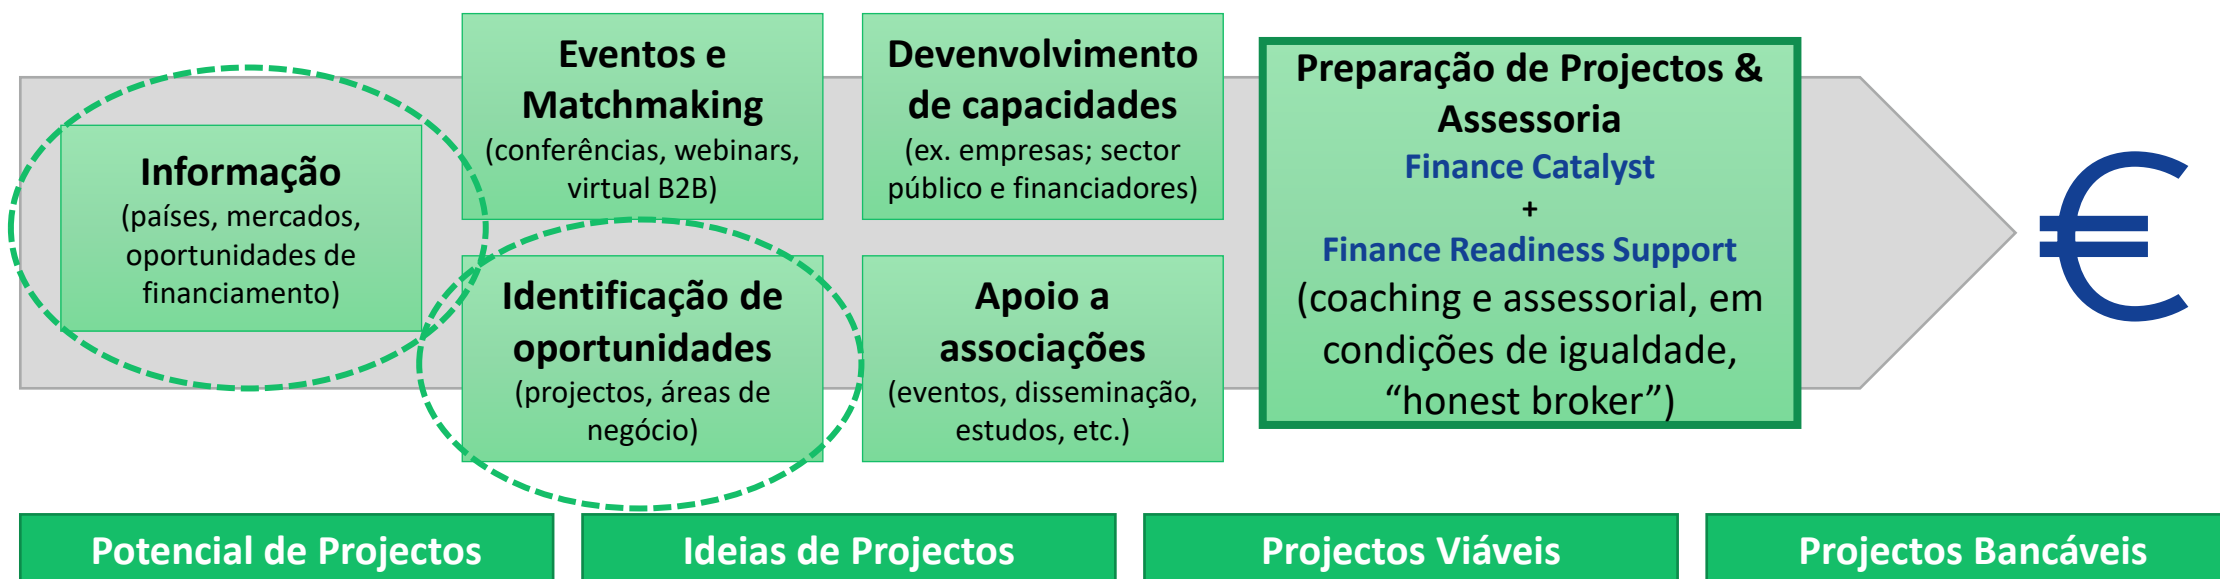 Informação
(países, mercados,
oportunidades de
financiamento)
Eventos e
Matchmaking
(conferências, webinars,
virtual B2B)
Identificação de
oportunidades
(projectos, áreas de
negócio)
Devenvolvimento
de capacidades
(ex. empresas; sector
público e financiadores)
Apoio a
associações
(eventos, disseminação,
estudos, etc.)
Preparação de Projectos &
Assessoria
Finance Catalyst
+
Finance Readiness Support
(coaching e assessorial, em
condições de igualdade,
“honest broker”)
€
Potencial de Projectos
Ideias de Projectos
Projectos Viáveis
Projectos Bancáveis